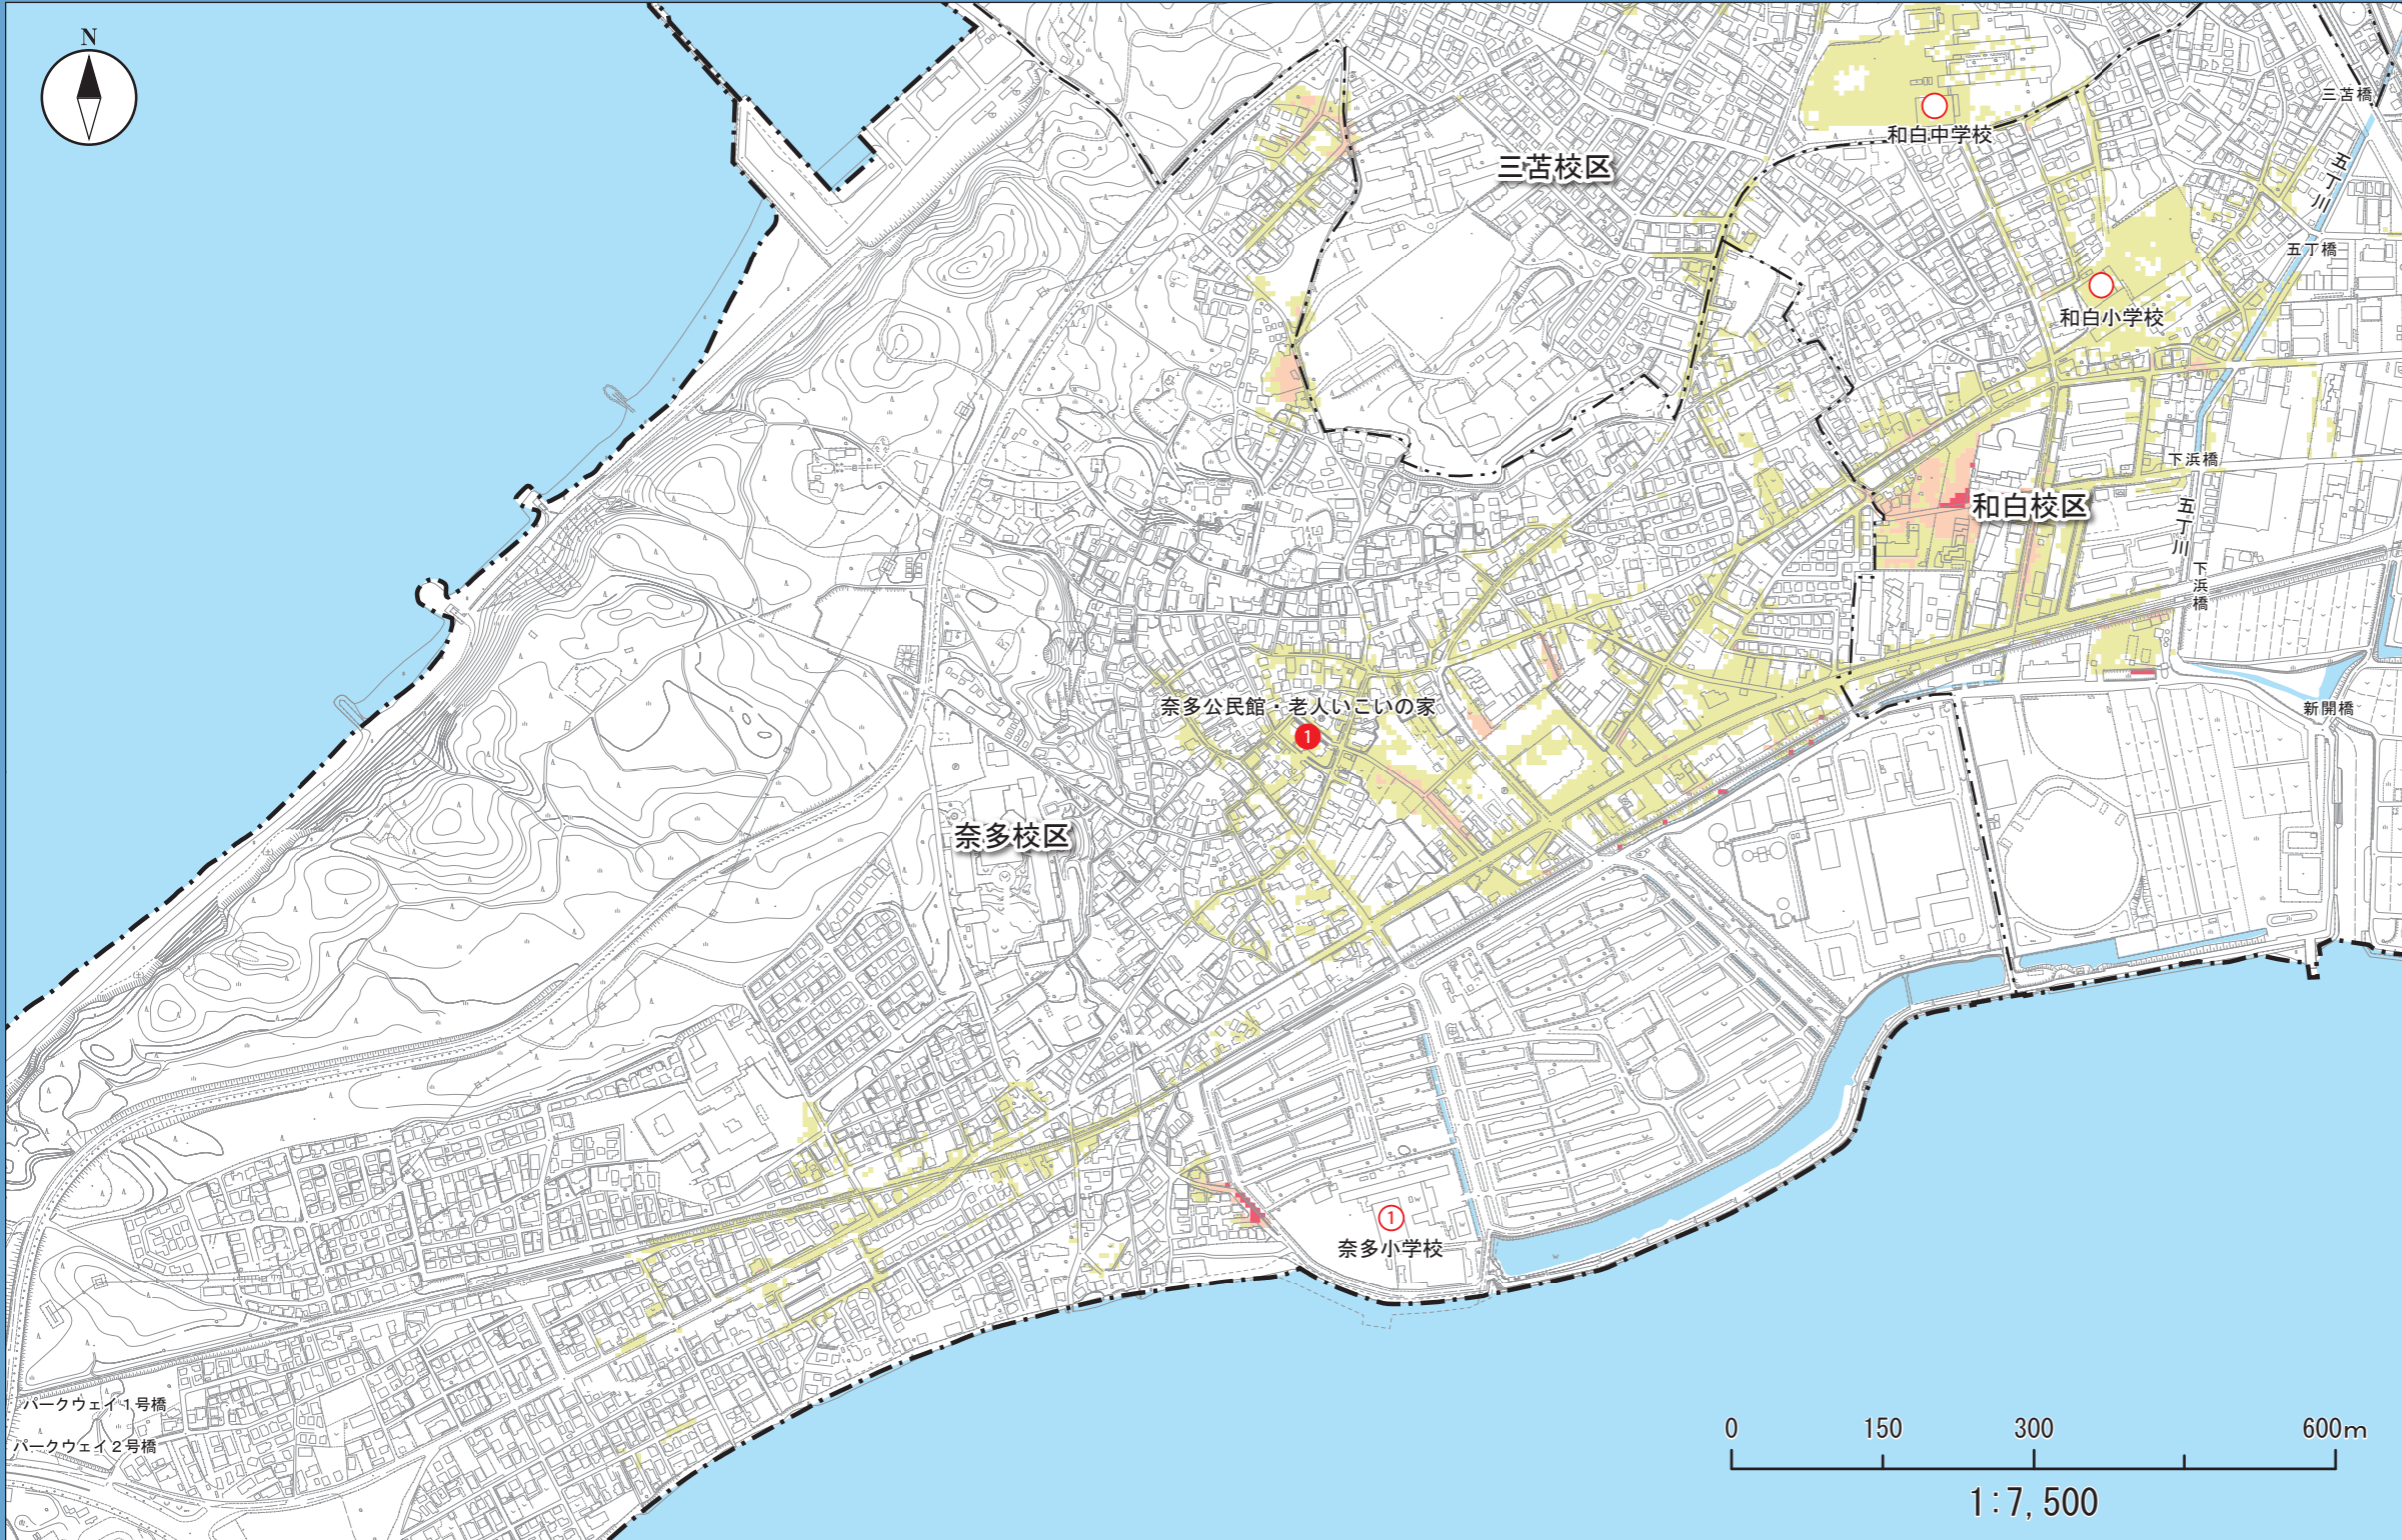 N
三苫橋
和白中学校
三苫校区
五丁川
五丁橋
和白小学校
下浜橋
和白校区
五丁川
下浜橋
奈多公民館・老人いこいの家
1
新開橋
奈多校区
1
奈多小学校
パークウェイ1号橋
パークウェイ2号橋
0 150 300 600m
1:7,500